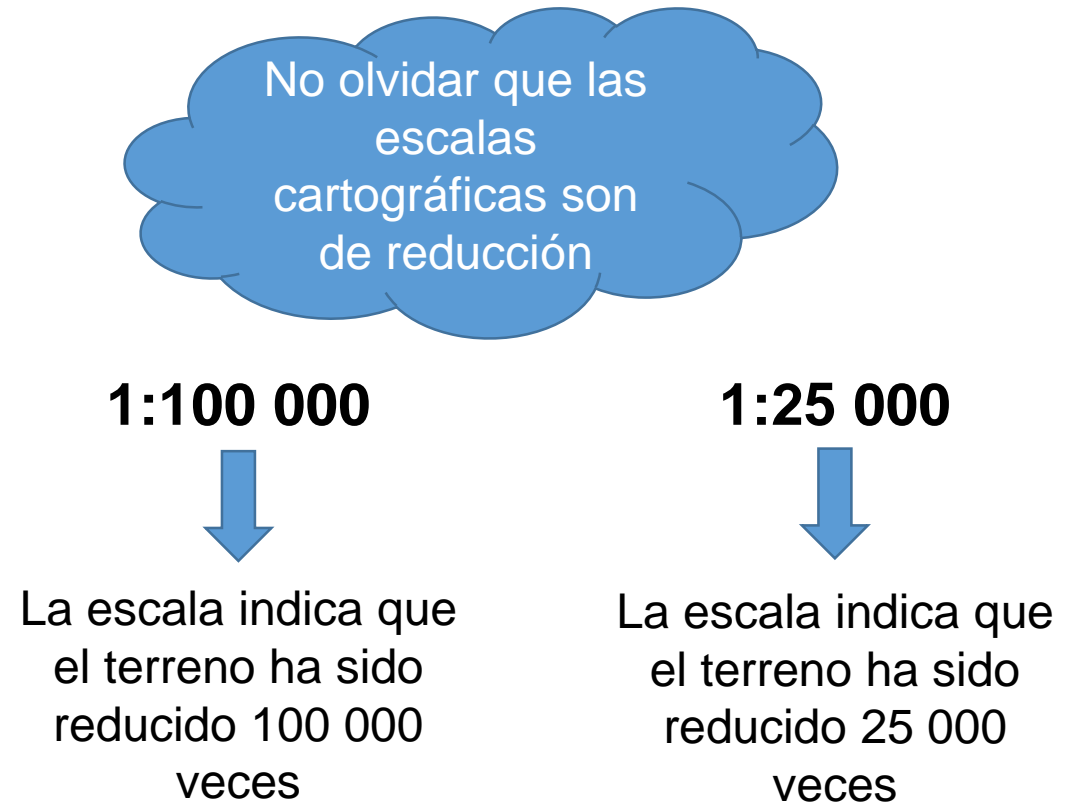 No olvidar que las
escalas
cartográficas son
de reducción
1:100 000
La escala indica que
el terreno ha sido
reducido 100 000
veces
1:25 000
La escala indica que
el terreno ha sido
reducido 25 000
veces